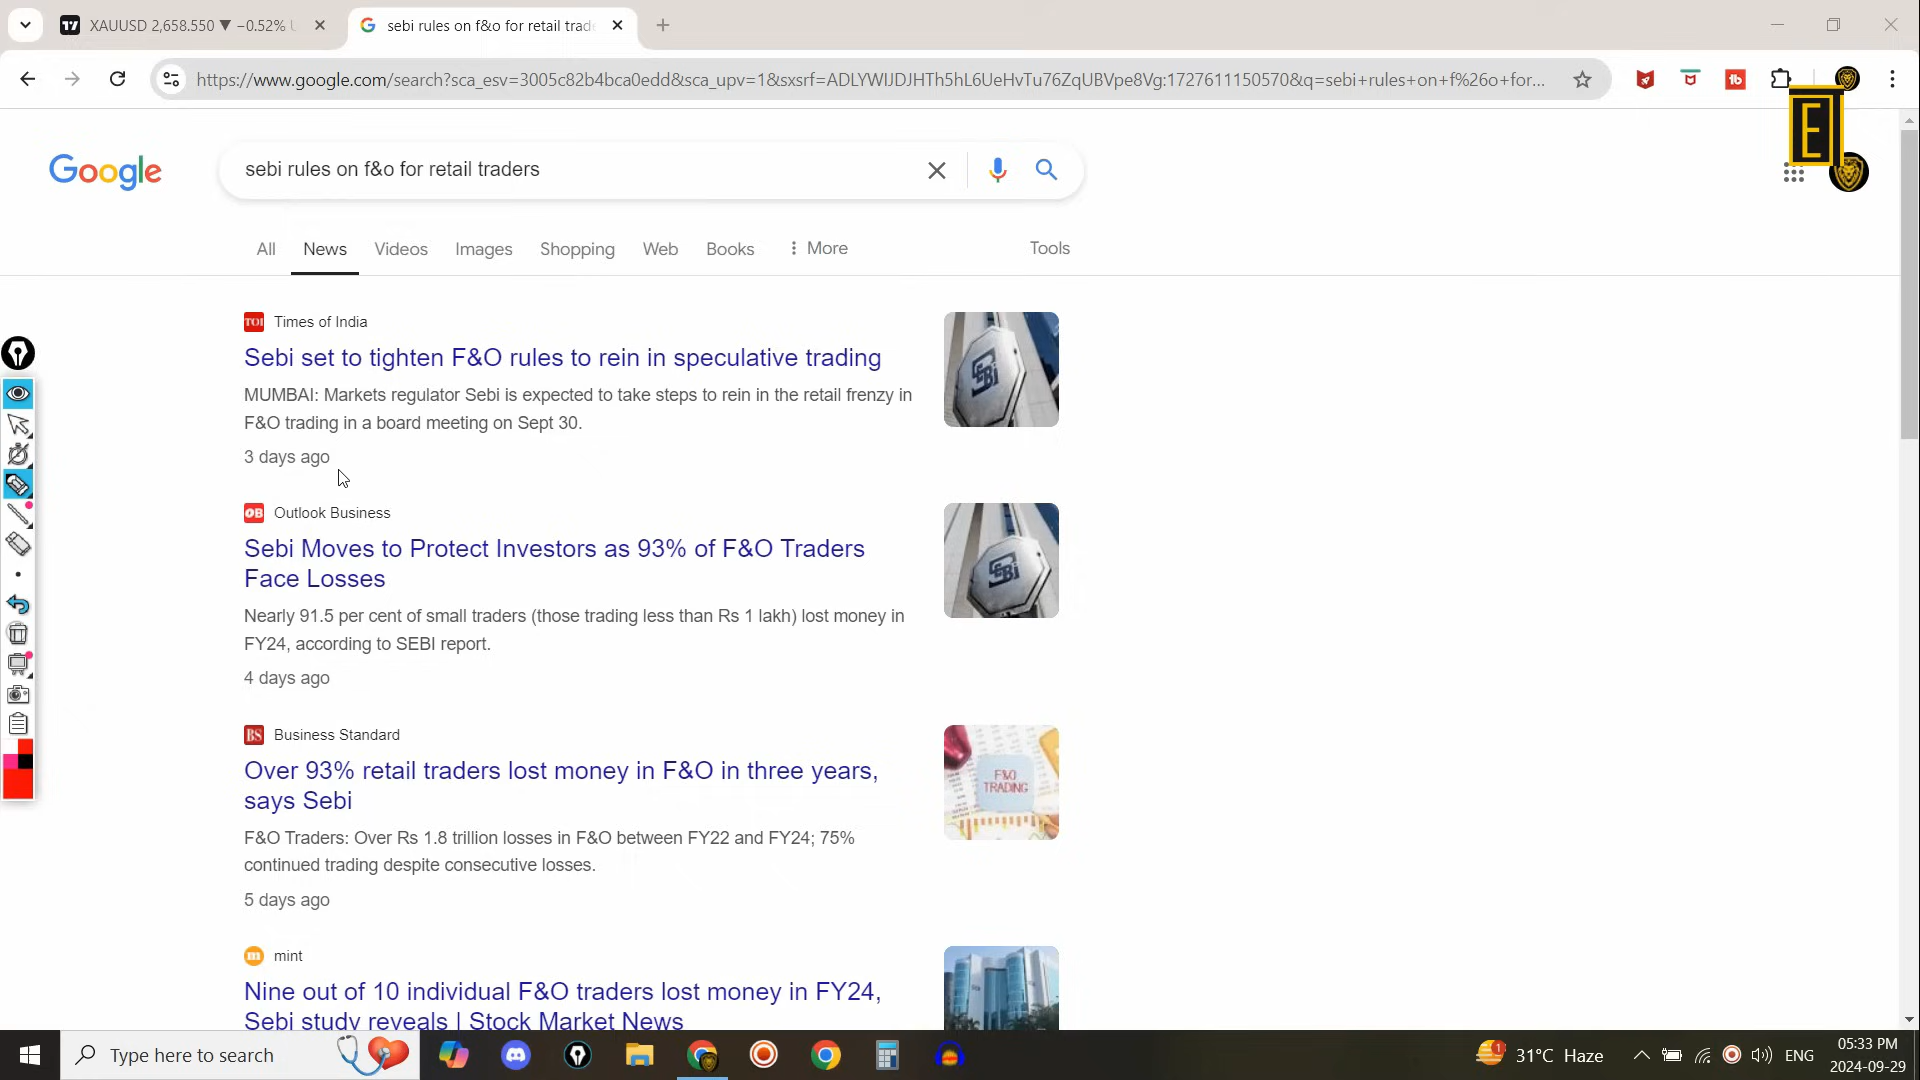 XAUUSD 2,658.550 ▼ −0.52%
sebi rules on f&o for retail trad
https://www.google.com/search?sca_esv=3005c82b4bca0edd&sca_upv=1&sxsrf=ADLYWIJDJHTh5hL6UeHvTu76ZqUBVpe8Vg:1727611150570&q=sebi+rules+on+f%26o+for...
E
Google
sebi rules on f&o for retail traders
All News Videos Images Shopping Web Books More Tools
TOI Times of India
Sebi set to tighten F&O rules to rein in speculative trading
MUMBAI: Markets regulator Sebi is expected to take steps to rein in the retail frenzy in
F&O trading in a board meeting on Sept 30.
3 days ago
OB Outlook Business
Sebi Moves to Protect Investors as 93% of F&O Traders
Face Losses
Nearly 91.5 per cent of small traders (those trading less than Rs 1 lakh) lost money in
FY24, according to SEBI report.
4 days ago
BS Business Standard
Over 93% retail traders lost money in F&O in three years,
says Sebi
F&O Traders: Over Rs 1.8 trillion losses in F&O between FY22 and FY24; 75%
continued trading despite consecutive losses.
5 days ago
F&O
TRADING
m mint
Nine out of 10 individual F&O traders lost money in FY24,
Sebi study reveals | Stock Market News
Type here to search
1 31°C Haze
ENG
05:33 PM
2024-09-29